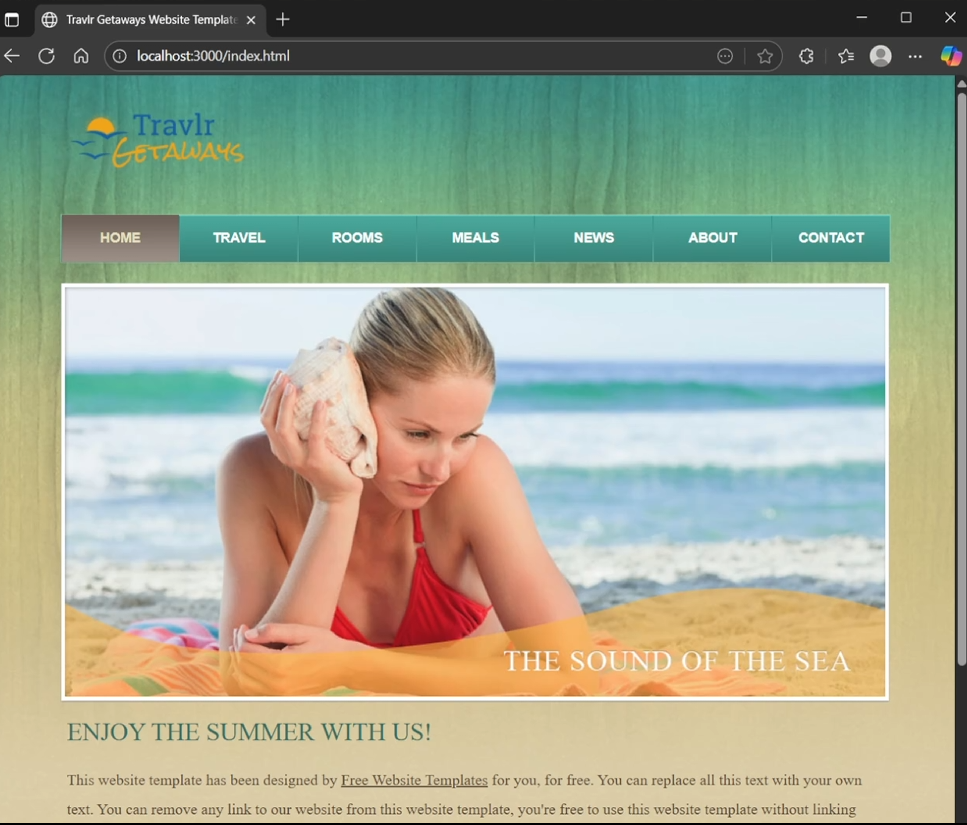 Travlr Getaways Website Template
localhost:3000/index.html
Travlr
GETAWAYS
HOME TRAVEL ROOMS MEALS NEWS ABOUT CONTACT
THE SOUND OF THE SEA
ENJOY THE SUMMER WITH US!
This website template has been designed by Free Website Templates for you, for free. You can replace all this text with your own
text. You can remove any link to our website from this website template, you're free to use this website template without linking